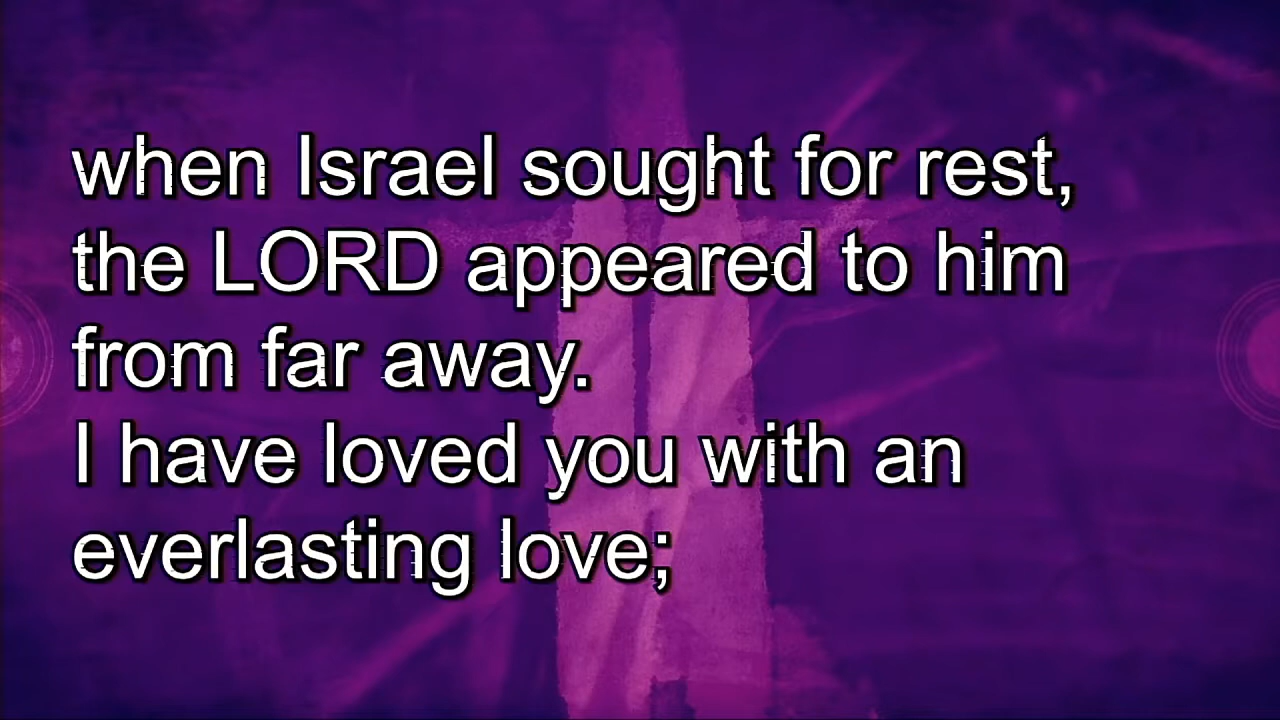 when Israel sought for rest,
the LORD appeared to him
from far away.
I have loved you with an
everlasting love;